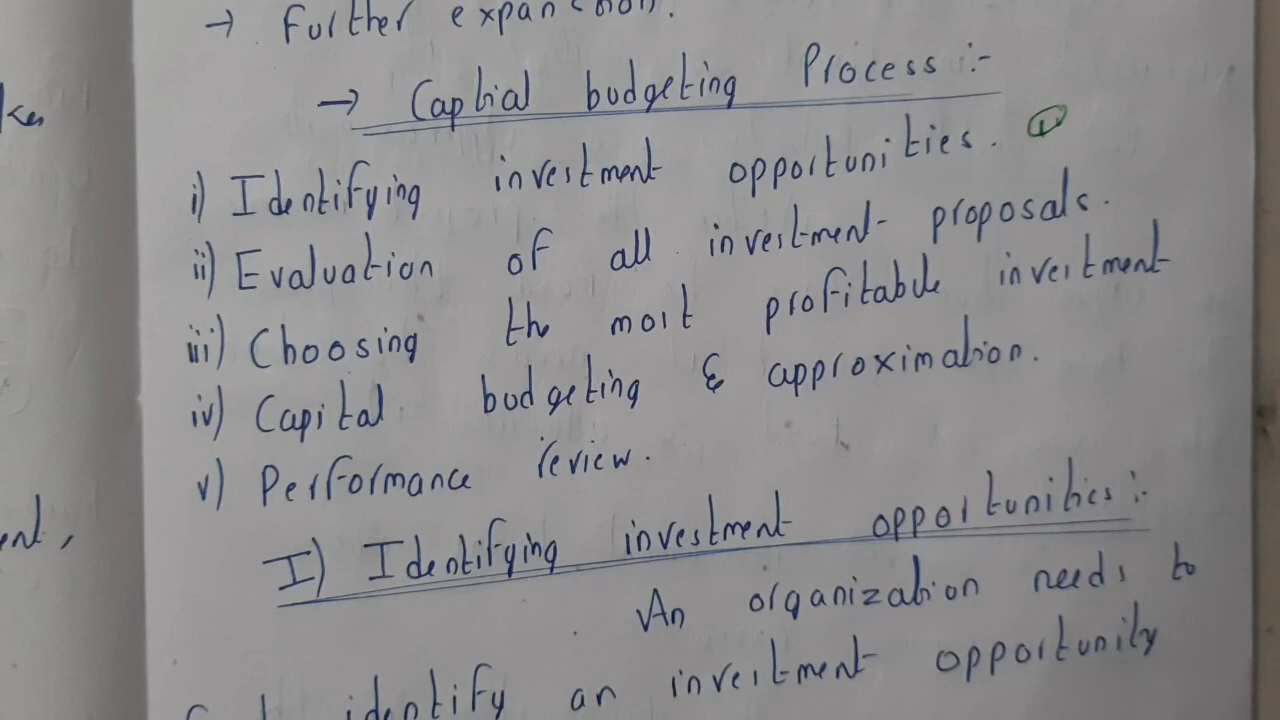 → Further expansion.
→ Capital budgeting Process :-
i) Identifying investment opportunities. ①
ii) Evaluation of all investment proposals.
iii) Choosing the most profitable investment
iv) Capital budgeting & approximation.
v) Performance review.
I) Identifying investment opportunities :-
An organization needs to
identify an investment opportunity